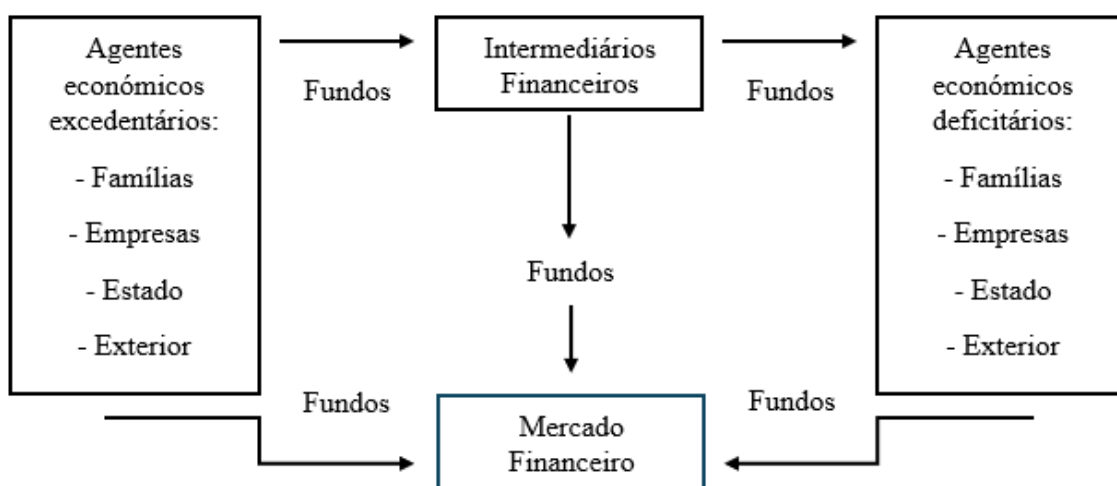 Agentes
económicos
excedentários:
- Famílias
- Empresas
- Estado
- Exterior
Fundos
Intermediários
Financeiros
Fundos
Agentes
económicos
deficitários:
- Famílias
- Empresas
- Estado
- Exterior
Fundos
Fundos
Mercado
Financeiro
Fundos